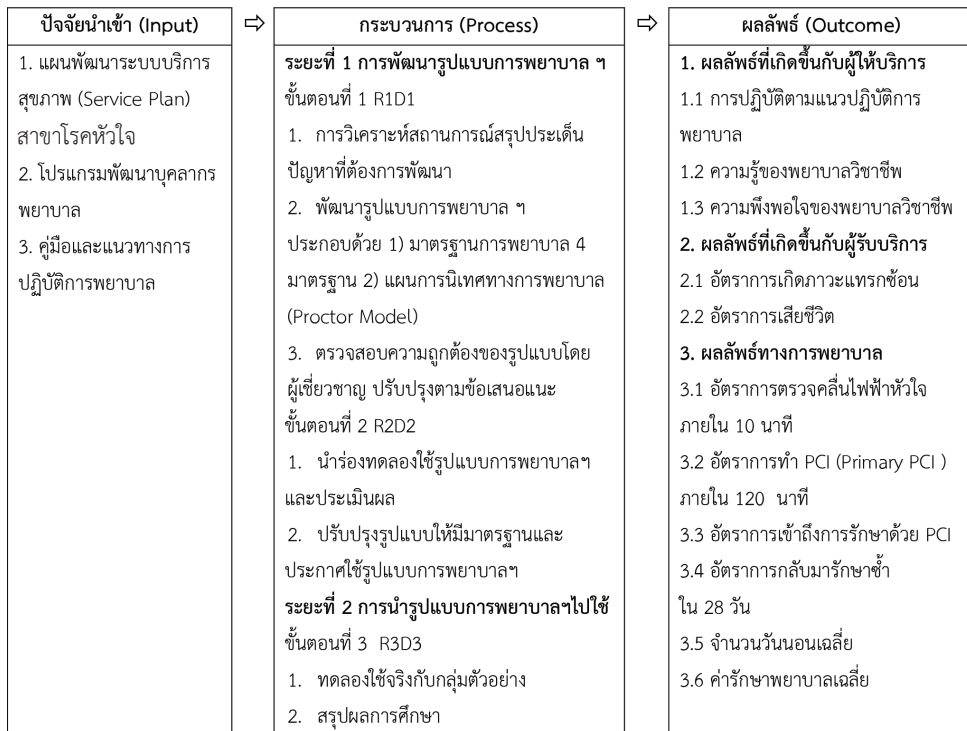 ปัจจัยนำเข้า (Input)
1. แผนพัฒนาระบบบริการ
สุขภาพ (Service Plan)
สาขาโรคหัวใจ
2. โปรแกรมพัฒนาบุคลากร
พยาบาล
3. คู่มือและแนวทางการ
ปฏิบัติการพยาบาล
⇨
กระบวนการ (Process)
ระยะที่ 1 การพัฒนารูปแบบการพยาบาล ฯ
ขั้นตอนที่ 1 R1D1
1. การวิเคราะห์สถานการณ์สรุปประเด็น
ปัญหาที่ต้องการพัฒนา
2. พัฒนารูปแบบการพยาบาล ฯ
ประกอบด้วย 1) มาตรฐานการพยาบาล 4
มาตรฐาน 2) แผนการนิเทศทางการพยาบาล
(Proctor Model)
3. ตรวจสอบความถูกต้องของรูปแบบโดย
ผู้เชี่ยวชาญ ปรับปรุงตามข้อเสนอแนะ
ขั้นตอนที่ 2 R2D2
1. นำร่องทดลองใช้รูปแบบการพยาบาลฯ
และประเมินผล
2. ปรับปรุงรูปแบบให้มีมาตรฐานและ
ประกาศใช้รูปแบบการพยาบาลฯ
ระยะที่ 2 การนำรูปแบบการพยาบาลฯไปใช้
ขั้นตอนที่ 3 R3D3
1. ทดลองใช้จริงกับกลุ่มตัวอย่าง
2. สรุปผลการศึกษา
⇨
ผลลัพธ์ (Outcome)
1. ผลลัพธ์ที่เกิดขึ้นกับผู้ให้บริการ
1.1 การปฏิบัติตามแนวปฏิบัติการ
พยาบาล
1.2 ความรู้ของพยาบาลวิชาชีพ
1.3 ความพึงพอใจของพยาบาลวิชาชีพ
2. ผลลัพธ์ที่เกิดขึ้นกับผู้รับบริการ
2.1 อัตราการเกิดภาวะแทรกซ้อน
2.2 อัตราการเสียชีวิต
3. ผลลัพธ์ทางการพยาบาล
3.1 อัตราการตรวจคลื่นไฟฟ้าหัวใจ
ภายใน 10 นาที
3.2 อัตราการทำ PCI (Primary PCI )
ภายใน 120 นาที
3.3 อัตราการเข้าถึงการรักษาด้วย PCI
3.4 อัตราการกลับมารักษาซ้ำ
ใน 28 วัน
3.5 จำนวนวันนอนเฉลี่ย
3.6 ค่ารักษาพยาบาลเฉลี่ย